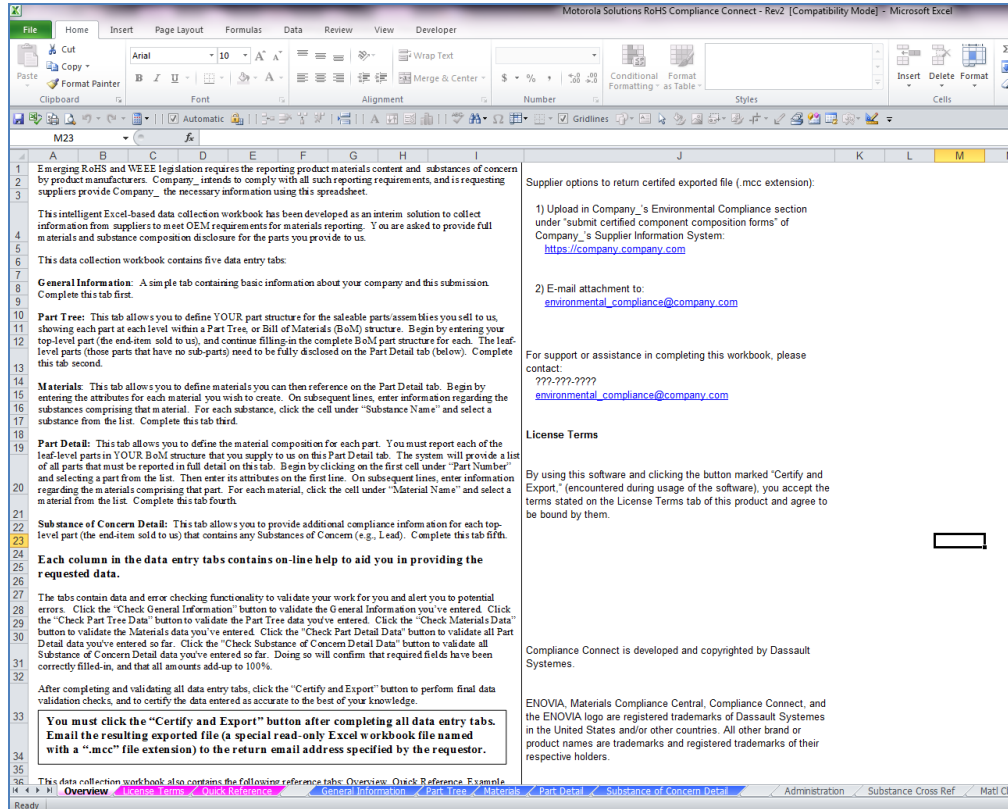 Motorola Solutions RoHS Compliance Connect - Rev2 [Compatibility Mode] - Microsoft Excel
File Home Insert Page Layout Formulas Data Review View Developer
Cut
Copy
Format Painter
Paste
Clipboard
Arial 10
Font
Wrap Text
Merge & Center
Alignment
Number
Conditional Formatting
Format as Table
Styles
Insert Delete Format
Cells
Automatic
Gridlines
M23
fx
A B C D E F G H I J K L M
Emerging RoHS and WEEE legislation requires the reporting product materials content and substances of concern
by product manufacturers. Company_ intends to comply with all such reporting requirements, and is requesting
suppliers provide Company_ the necessary information using this spreadsheet.
This intelligent Excel-based data collection workbook has been developed as an interim solution to collect
information from suppliers to meet OEM requirements for materials reporting. You are asked to provide full
materials and substance composition disclosure for the parts you provide to us.
This data collection workbook contains five data entry tabs:
General Information: A simple tab containing basic information about your company and this submission.
Complete this tab first.
Part Tree: This tab allows you to define YOUR part structure for the saleable parts/assemblies you sell to us,
showing each part at each level within a Part Tree, or Bill of Materials (BoM) structure. Begin by entering your
top-level part (the end-item sold to us), and continue filling-in the complete BoM part structure for each. The leaf-
level parts (those parts that have no sub-parts) need to be fully disclosed on the Part Detail tab (below). Complete
this tab second.
Materials: This tab allows you to define materials you can then reference on the Part Detail tab. Begin by
entering the attributes for each material you wish to create. On subsequent lines, enter information regarding the
substances comprising that material. For each substance, click the cell under "Substance Name" and select a
substance from the list. Complete this tab third.
Part Detail: This tab allows you to define the material composition for each part. You must report each of the
leaf-level parts in YOUR BoM structure that you supply to us on this Part Detail tab. The system will provide a list
of all parts that must be reported in full detail on this tab. Begin by clicking on the first cell under "Part Number"
and selecting a part from the list. Then enter its attributes on the first line. On subsequent lines, enter information
regarding the materials comprising that part. For each material, click the cell under "Material Name" and select a
material from the list. Complete this tab fourth.
Substance of Concern Detail: This tab allows you to provide additional compliance information for each top-
level part (the end-item sold to us) that contains any Substances of Concern (e.g., Lead). Complete this tab fifth.
Each column in the data entry tabs contains on-line help to aid you in providing the
requested data.
The tabs contain data and error checking functionality to validate your work for you and alert you to potential
errors. Click the "Check General Information" button to validate the General Information you've entered. Click
the "Check Part Tree Data" button to validate the Part Tree data you've entered. Click the "Check Materials Data"
button to validate the Materials data you've entered. Click the "Check Part Detail Data" button to validate all Part
Detail data you've entered so far. Click the "Check Substance of Concern Detail Data" button to validate all
Substance of Concern Detail data you've entered so far. Doing so will confirm that required fields have been
correctly filled-in, and that all amounts add-up to 100%.
After completing and validating all data entry tabs, click the "Certify and Export" button to perform final data
validation checks, and to certify the data entered as accurate to the best of your knowledge.
You must click the "Certify and Export" button after completing all data entry tabs.
Email the resulting exported file (a special read-only Excel workbook file named
with a ".mcc" file extension) to the return email address specified by the requestor.
This data collection workbook also contains the following reference tabs: Overview, Quick Reference, Example
Supplier options to return certifed exported file (.mcc extension):
1) Upload in Company_'s Environmental Compliance section
under "submit certified component composition forms" of
Company_'s Supplier Information System:
https://company.company.com
2) E-mail attachment to:
environmental_compliance@company.com
For support or assistance in completing this workbook, please
contact:
???-???-????
environmental_compliance@company.com
License Terms
By using this software and clicking the button marked "Certify and
Export," (encountered during usage of the software), you accept the
terms stated on the License Terms tab of this product and agree to
be bound by them.
Compliance Connect is developed and copyrighted by Dassault
Systemes.
ENOVIA, Materials Compliance Central, Compliance Connect, and
the ENOVIA logo are registered trademarks of Dassault Systemes
in the United States and/or other countries. All other brand or
product names are trademarks and registered trademarks of their
respective holders.
Overview License Terms Quick Reference General Information Part Tree Materials Part Detail Substance of Concern Detail Administration Substance Cross Ref Matl C
Ready